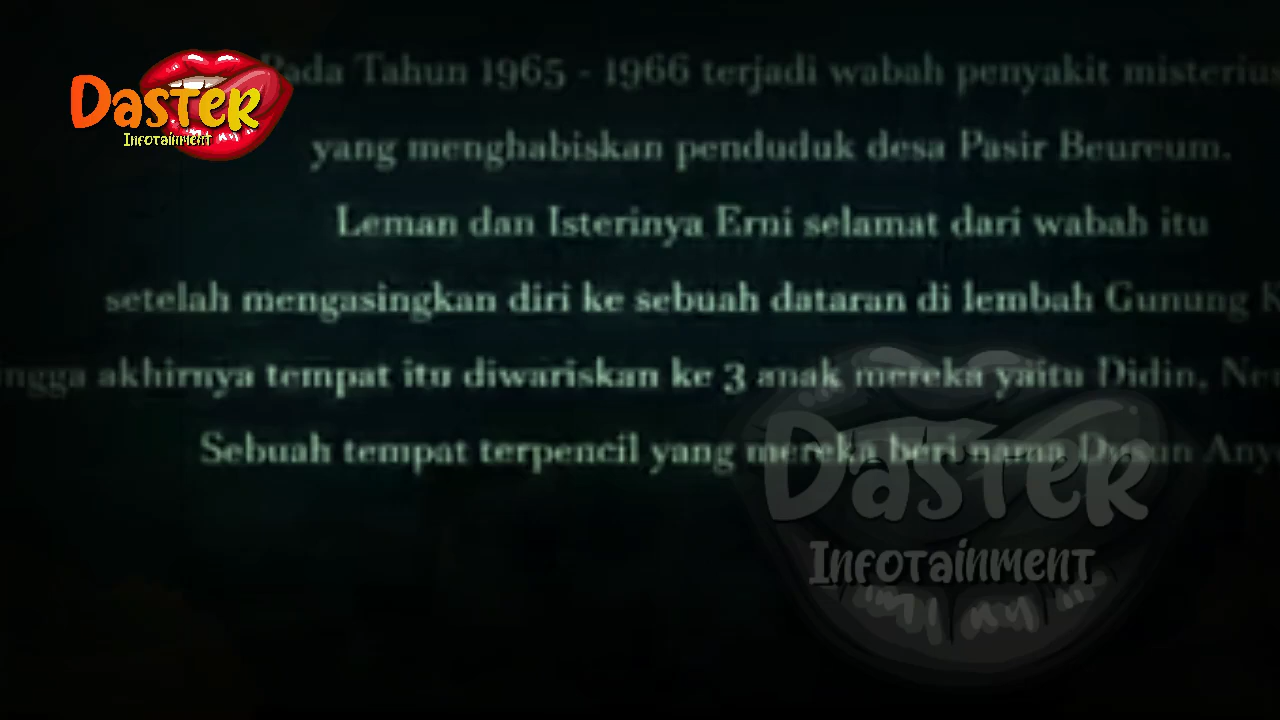 Daster
Infotainment
Pada Tahun 1965 - 1966 terjadi wabah penyakit misterius
yang menghabiskan penduduk desa Pasir Beureum.
Leman dan Isterinya Erni selamat dari wabah itu
setelah mengasingkan diri ke sebuah dataran di lembah Gunung
akhirnya tempat itu diwariskan ke 3 anak mereka yaitu Didin,
Sebuah tempat terpencil yang mereka beri nama Dusun
Daster
Infotainment